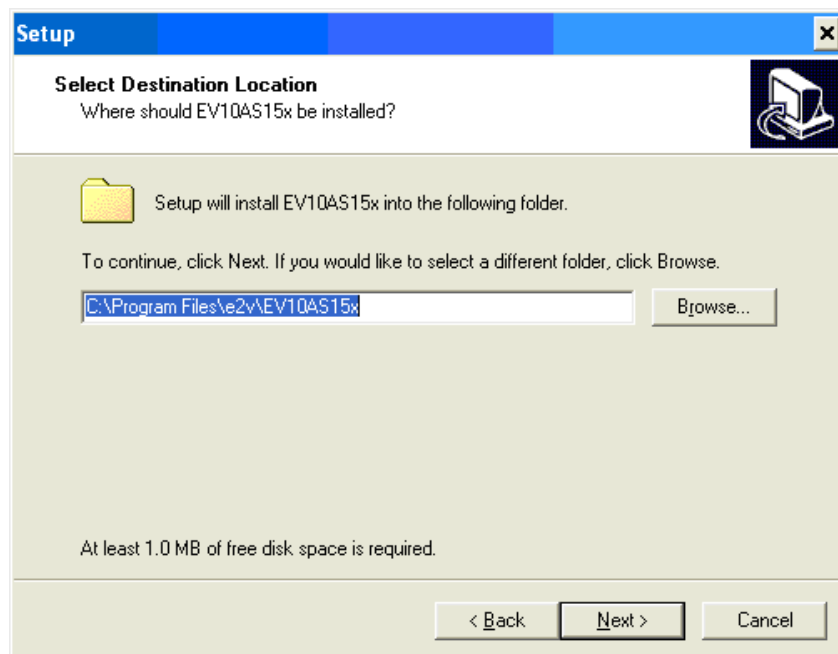 Setup
Select Destination Location
Where should EV10AS15x be installed?
Setup will install EV10AS15x into the following folder.
To continue, click Next. If you would like to select a different folder, click Browse.
C:\Program Files\e2v\EV10AS15x
Browse...
At least 1.0 MB of free disk space is required.
< Back Next > Cancel